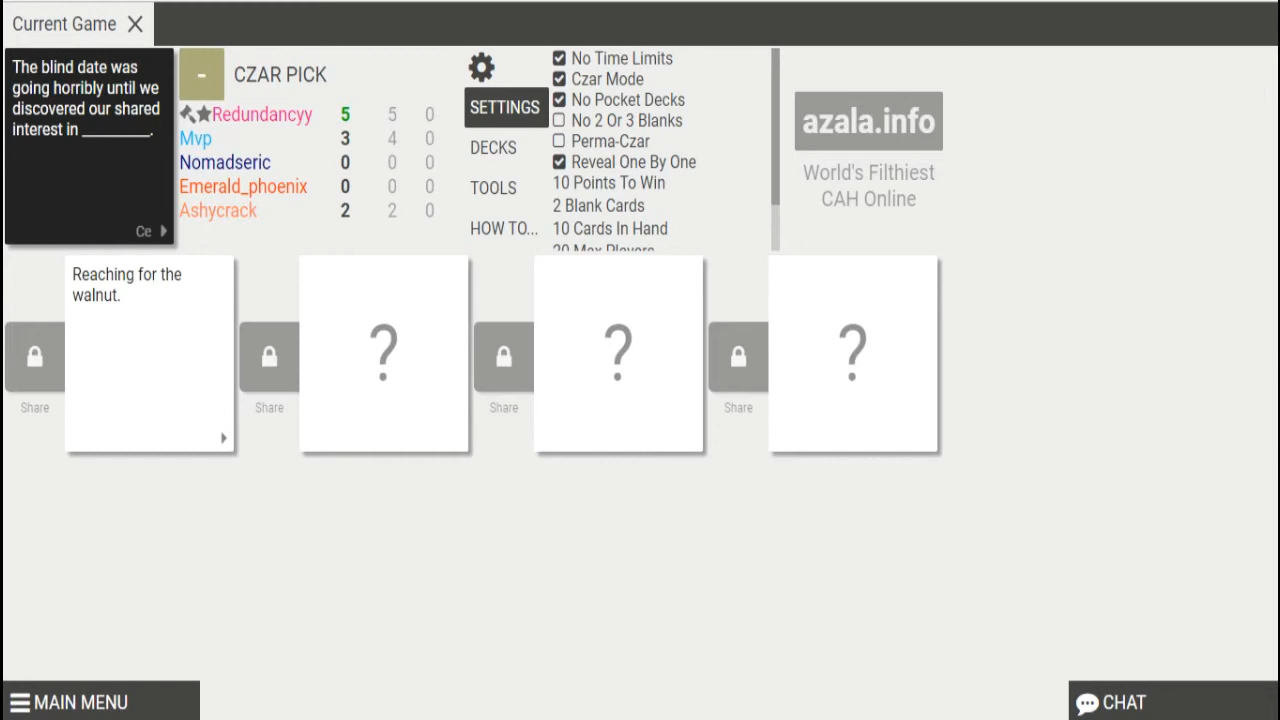 Current Game
The blind date was
going horribly until we
discovered our shared
interest in _________.
Ce
-
CZAR PICK
Redundancyy 5 5 0
Mvp 3 4 0
Nomadseric 0 0 0
Emerald_phoenix 0 0 0
Ashycrack 2 2 0
SETTINGS
DECKS
TOOLS
HOW TO...
No Time Limits
Czar Mode
No Pocket Decks
No 2 Or 3 Blanks
Perma-Czar
Reveal One By One
10 Points To Win
2 Blank Cards
10 Cards In Hand
20 Max Players
azala.info
World's Filthiest
CAH Online
Reaching for the
walnut.
?
?
?
Share
Share
Share
Share
MAIN MENU
CHAT